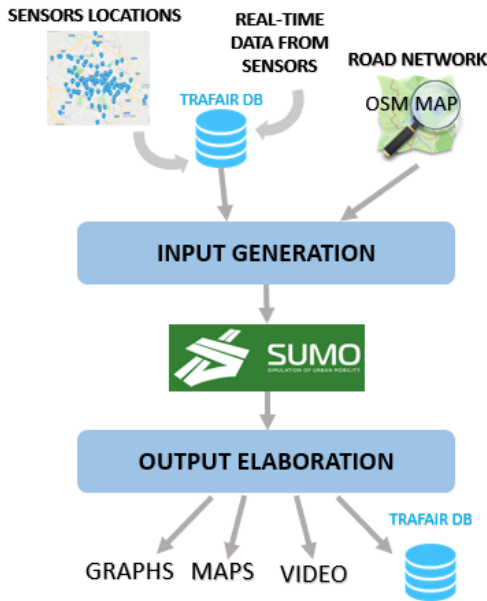 SENSORS LOCATIONS
REAL-TIME
DATA FROM
SENSORS
ROAD NETWORK
TRAFAIR DB
OSM MAP
INPUT GENERATION
SUMO
SIMULATION OF URBAN MOBILITY
OUTPUT ELABORATION
TRAFAIR DB
GRAPHS
MAPS
VIDEO